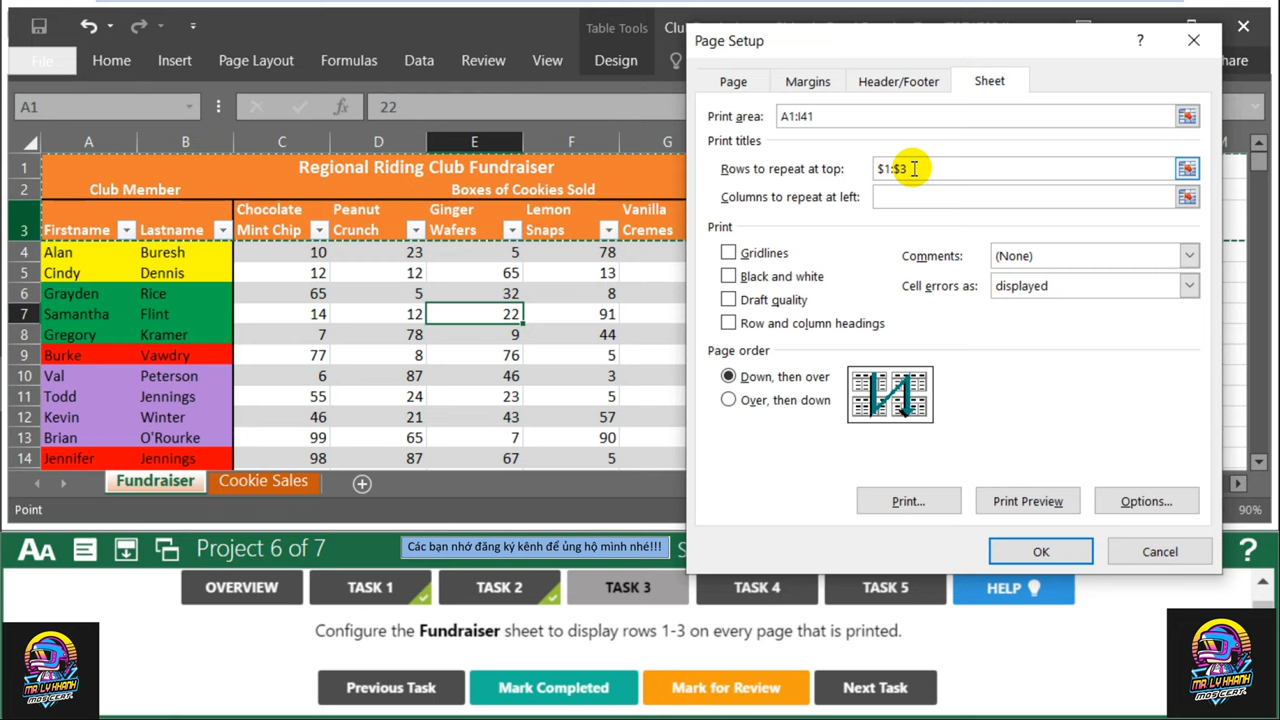 Table Tools
File
Home
Insert
Page Layout
Formulas
Data
Review
View
Design
A1
22
A
B
C
D
E
F
G
1
Regional Riding Club Fundraiser
2
Club Member
Boxes of Cookies Sold
3
Firstname
Lastname
Chocolate
Mint Chip
Peanut
Crunch
Ginger
Wafers
Lemon
Snaps
Vanilla
Cremes
4 Alan Buresh 10 23 5 78
5 Cindy Dennis 12 12 65 13
6 Grayden Rice 65 5 32 8
7 Samantha Flint 14 12 22 91
8 Gregory Kramer 7 78 9 44
9 Burke Vawdry 77 8 76 5
10 Val Peterson 6 87 46 3
11 Todd Jennings 55 24 23 5
12 Kevin Winter 46 21 43 57
13 Brian O'Rourke 99 65 7 90
14 Jennifer Jennings 98 87 67 5
Fundraiser
Cookie Sales
Point
90%
Page Setup
?
Page
Margins
Header/Footer
Sheet
Print area:
A1:I41
Print titles
Rows to repeat at top:
$1:$3
Columns to repeat at left:
Print
Gridlines
Black and white
Draft quality
Row and column headings
Comments:
(None)
Cell errors as:
displayed
Page order
Down, then over
Over, then down
Print...
Print Preview
Options...
OK
Cancel
AA
Project 6 of 7
Các bạn nhớ đăng ký kênh để ủng hộ mình nhé!!!
?
OVERVIEW
TASK 1
TASK 2
TASK 3
TASK 4
TASK 5
HELP
Configure the Fundraiser sheet to display rows 1-3 on every page that is printed.
Previous Task
Mark Completed
Mark for Review
Next Task
MR LY KHANH
MOS CERT.
MR LY KHANH
MOS CERT.